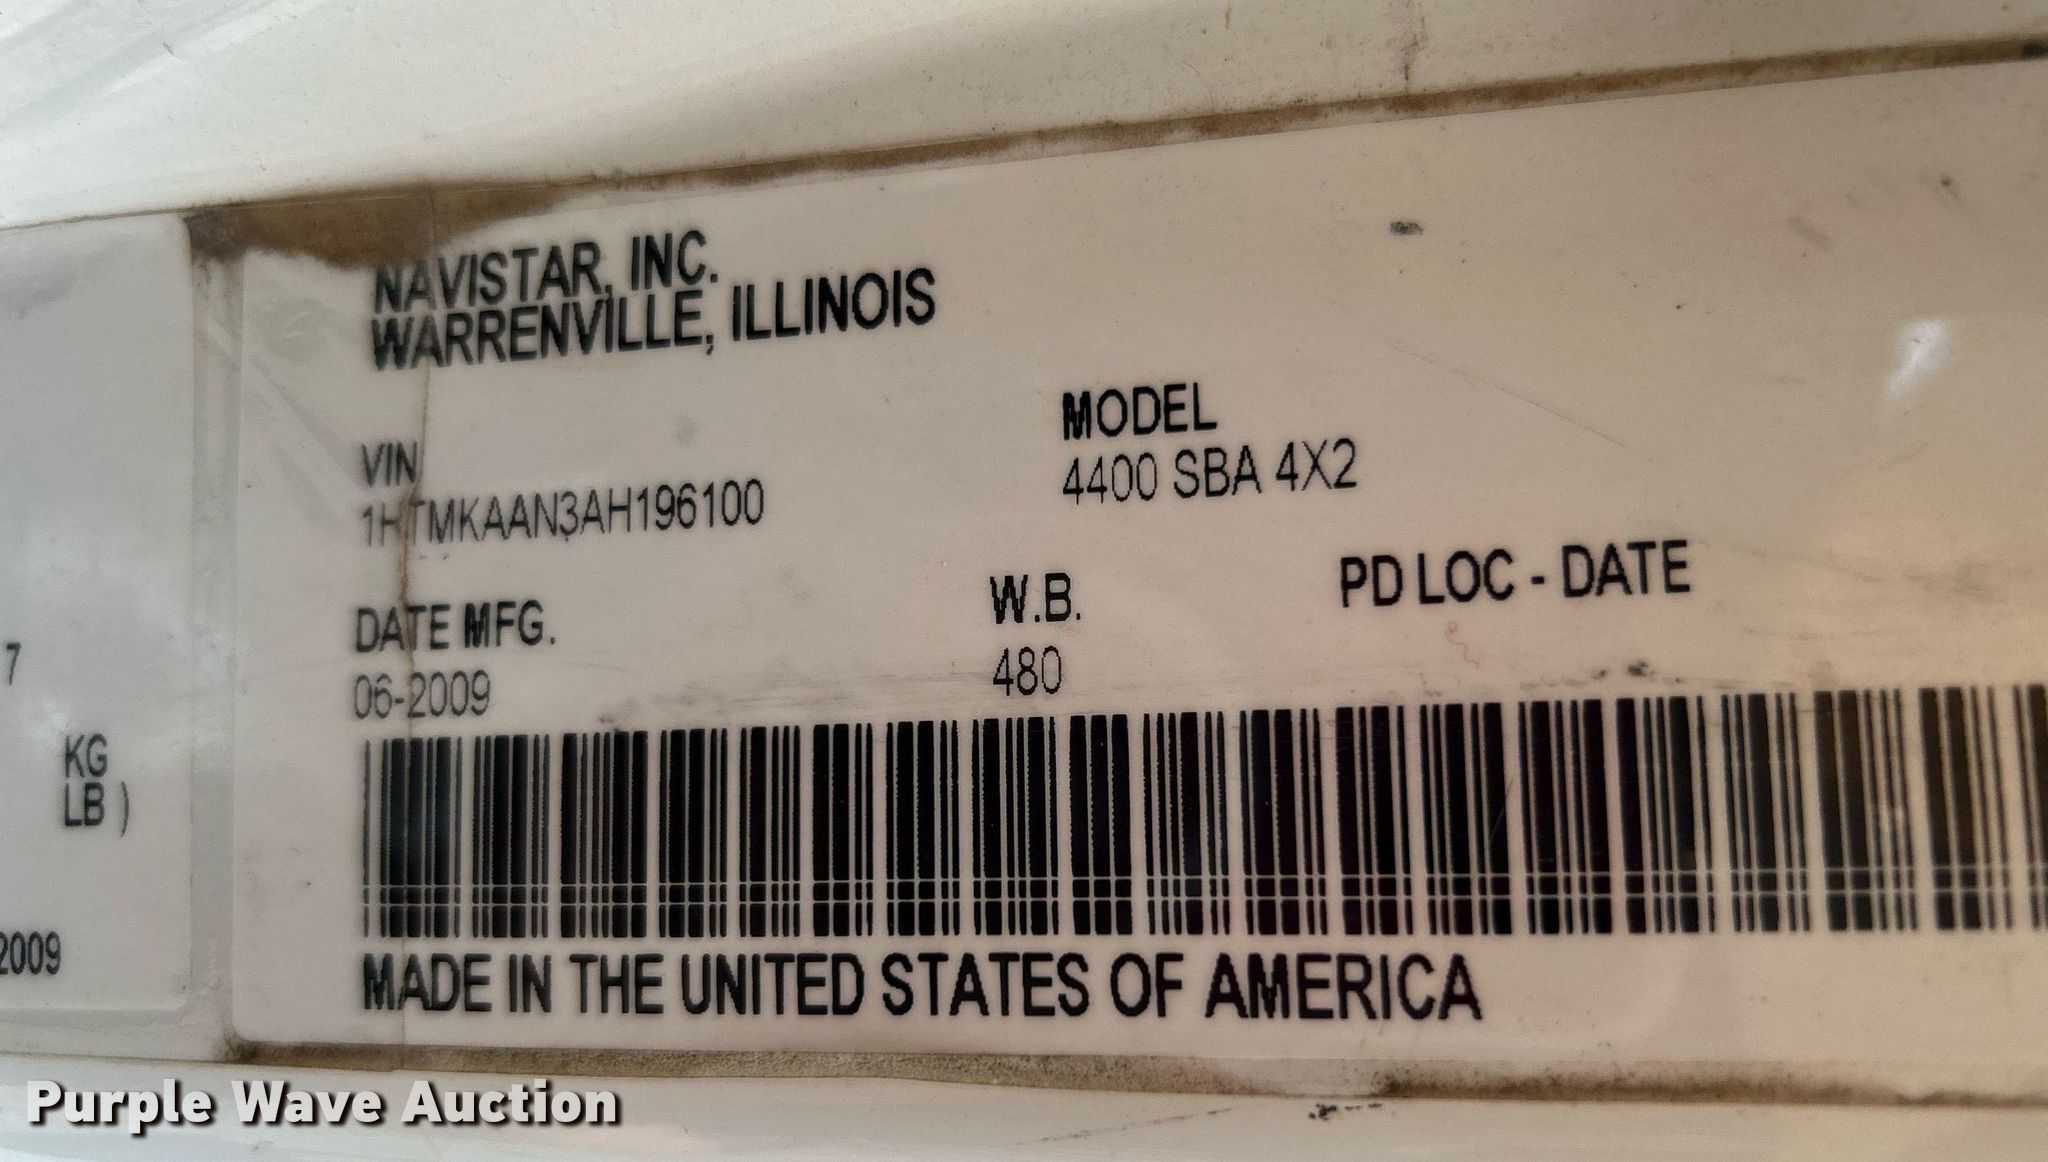 NAVISTAR, INC.
WARRENVILLE, ILLINOIS
VIN
1HTMKAAN3AH196100
MODEL
4400 SBA 4X2
DATE MFG.
06-2009
W.B.
480
PD LOC - DATE
MADE IN THE UNITED STATES OF AMERICA
7
KG
LB )
2009
Purple Wave Auction